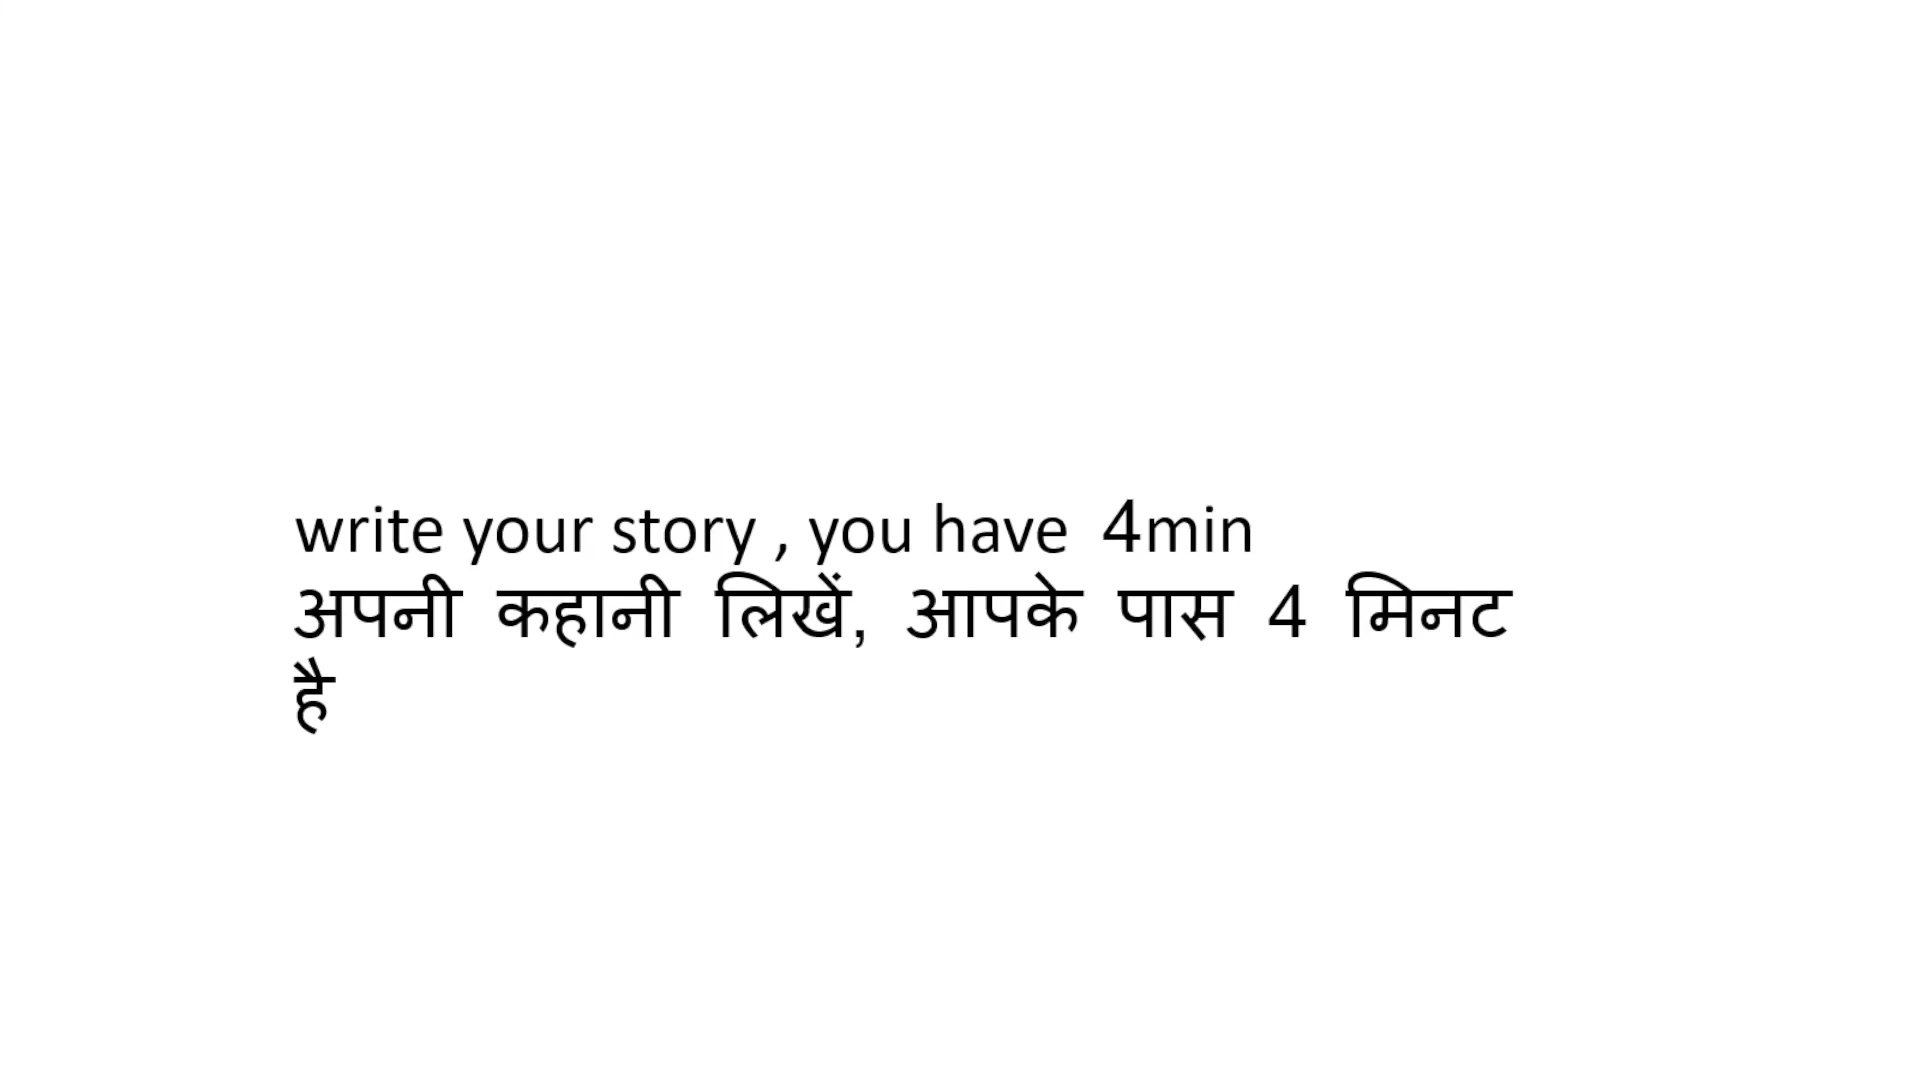 write your story , you have 4min
अपनी कहानी लिखें, आपके पास 4 मिनट
है